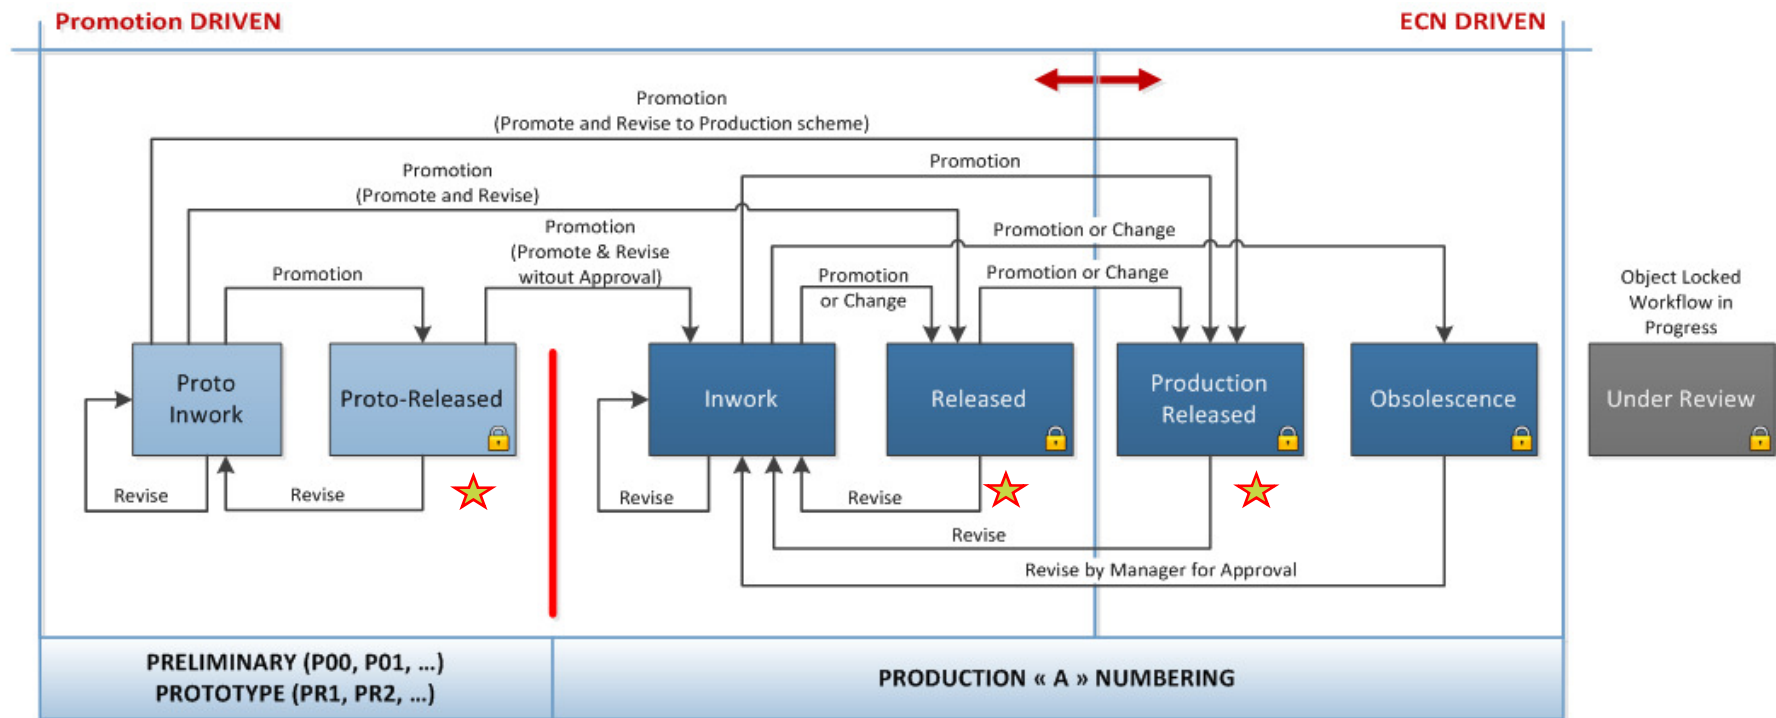 Promotion DRIVEN
ECN DRIVEN
Promotion
(Promote and Revise to Production scheme)
Promotion
Promotion
(Promote and Revise)
Promotion
(Promote & Revise
witout Approval)
Promotion or Change
Promotion
Promotion
or Change
Promotion or Change
Object Locked
Workflow in
Progress
Proto
Inwork
Proto-Released
Inwork
Released
Production
Released
Obsolescence
Under Review
Revise
Revise
Revise
Revise
Revise
Revise by Manager for Approval
PRELIMINARY (P00, P01, ...)
PROTOTYPE (PR1, PR2, ...)
PRODUCTION « A » NUMBERING